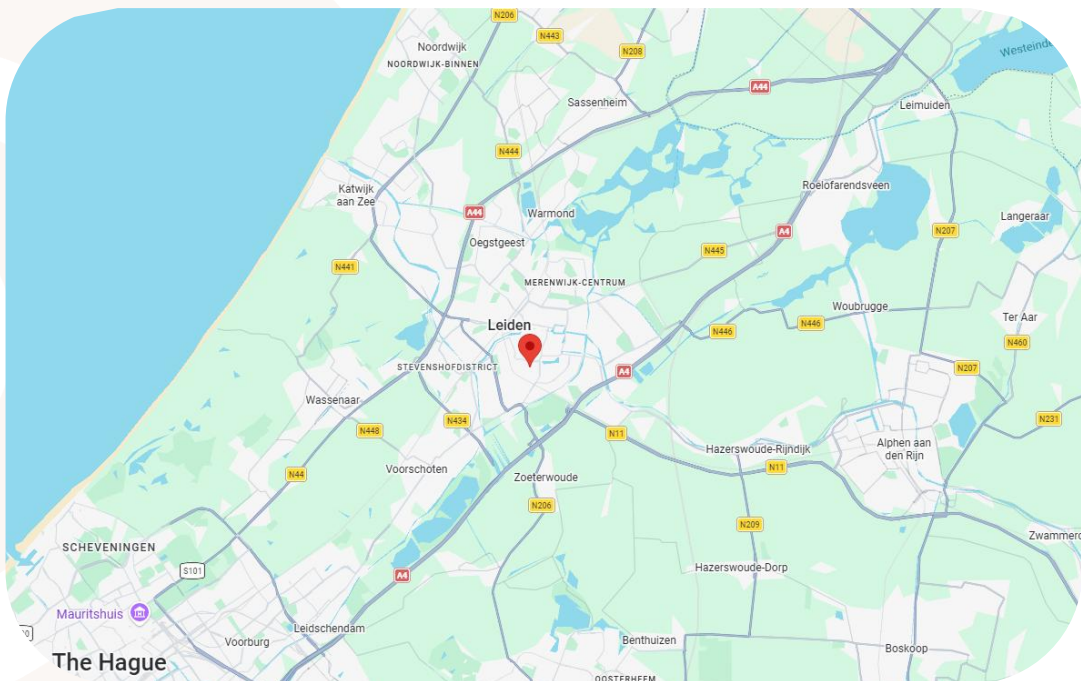 N206
N443
Noordwijk
NOORDWIJK-BINNEN
N208
A44
Sassenheim
Leimuiden
N444
Katwijk
aan Zee
Roelofarendsveen
A44
Warmond
Langeraar
Oegstgeest
A4
N207
N445
N441
MERENWIJK-CENTRUM
Woubrugge
Leiden
N446
N446
Ter Aar
N460
STEVENSHOFDISTRICT
A4
N207
Wassenaar
N434
N448
N11
N231
Hazerswoude-Rijndijk
Alphen aan
den Rijn
Voorschoten
N44
Zoeterwoude
N11
N206
N209
Zwammerd
SCHEVENINGEN
S101
A4
Hazerswoude-Dorp
Mauritshuis
Leidschendam
Voorburg
Benthuizen
Boskoop
The Hague
OOSTERHEEM